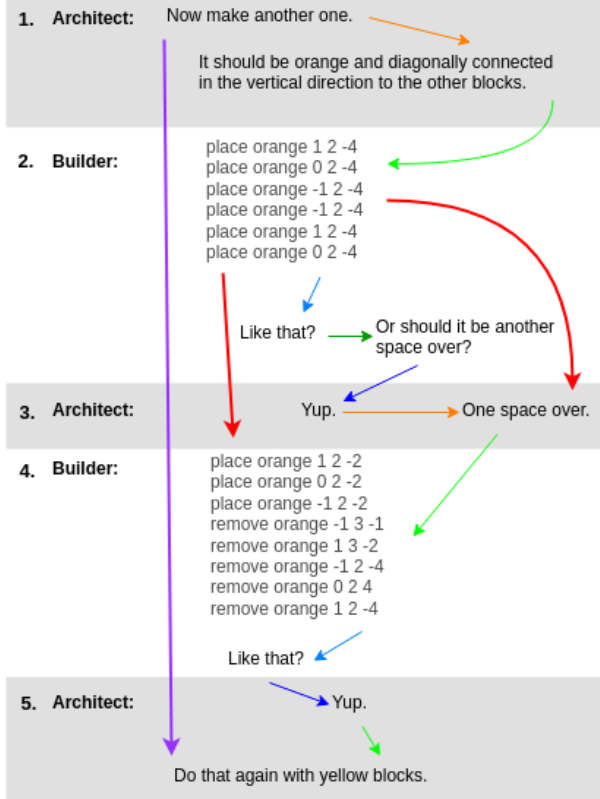 1. Architect: Now make another one.
It should be orange and diagonally connected
in the vertical direction to the other blocks.
2. Builder:
place orange 1 2 -4
place orange 0 2 -4
place orange -1 2 -4
place orange -1 2 -4
place orange 1 2 -4
place orange 0 2 -4
Like that?
Or should it be another
space over?
3. Architect: Yup. One space over.
4. Builder:
place orange 1 2 -2
place orange 0 2 -2
place orange -1 2 -2
remove orange -1 3 -1
remove orange 1 3 -2
remove orange -1 2 -4
remove orange 0 2 4
remove orange 1 2 -4
Like that?
5. Architect: Yup.
Do that again with yellow blocks.